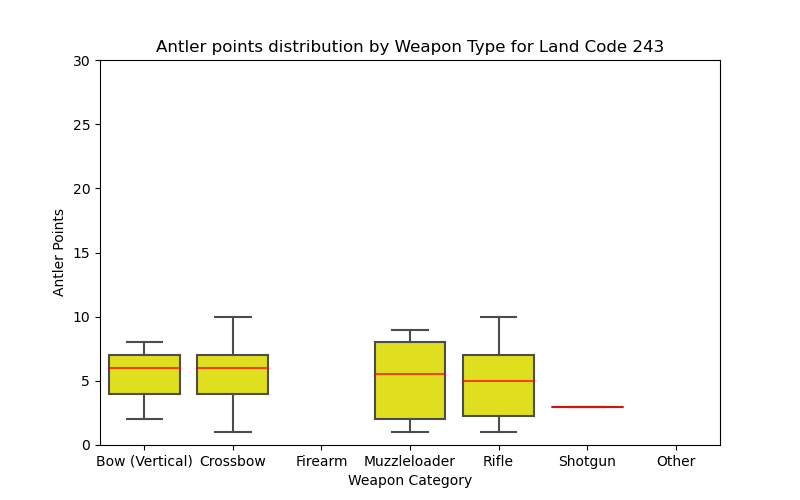 Antler points distribution by Weapon Type for Land Code 243
30
25
20
15
10
5
0
Antler Points
Bow (Vertical) Crossbow Firearm Muzzleloader Rifle Shotgun Other
Weapon Category